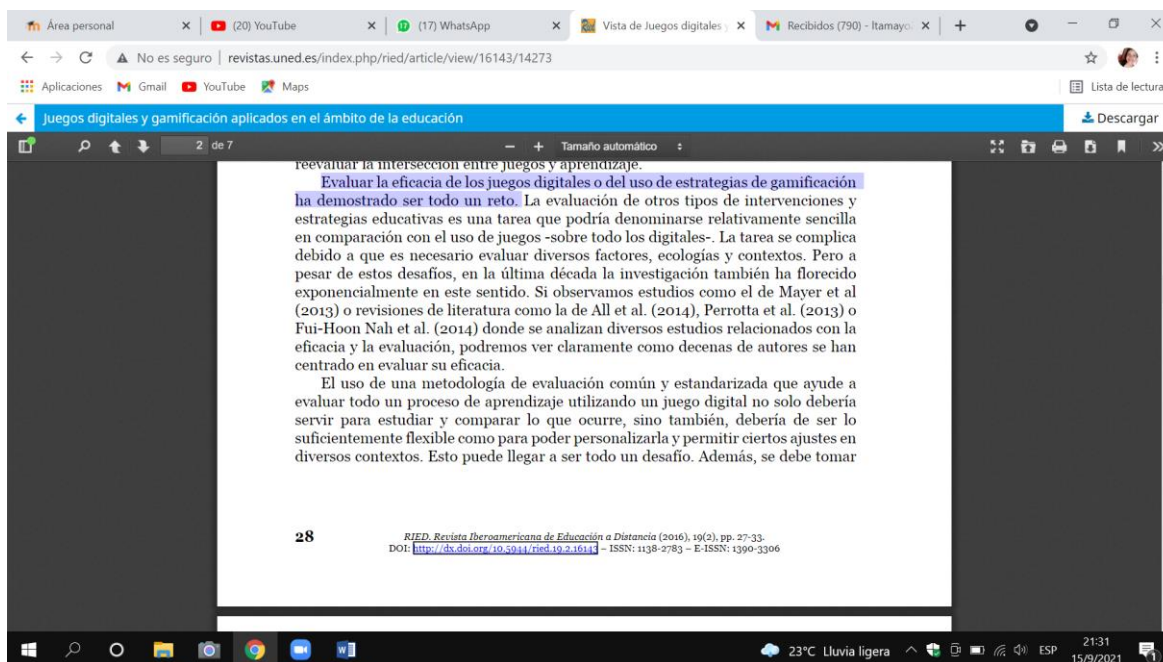 Área personal
(20) YouTube
(17) WhatsApp
Vista de Juegos digitales y
Recibidos (790) - ltamayo.
No es seguro | revistas.uned.es/index.php/ried/article/view/16143/14273
Aplicaciones Gmail YouTube Maps Lista de lectura
Juegos digitales y gamificación aplicados en el ámbito de la educación Descargar
2 de 7 Tamaño automático
reevaluar la intersección entre juegos y aprendizaje.
Evaluar la eficacia de los juegos digitales o del uso de estrategias de gamificación
ha demostrado ser todo un reto. La evaluación de otros tipos de intervenciones y
estrategias educativas es una tarea que podría denominarse relativamente sencilla
en comparación con el uso de juegos -sobre todo los digitales-. La tarea se complica
debido a que es necesario evaluar diversos factores, ecologías y contextos. Pero a
pesar de estos desafíos, en la última década la investigación también ha florecido
exponencialmente en este sentido. Si observamos estudios como el de Mayer et al
(2013) o revisiones de literatura como la de All et al. (2014), Perrotta et al. (2013) o
Fui-Hoon Nah et al. (2014) donde se analizan diversos estudios relacionados con la
eficacia y la evaluación, podremos ver claramente como decenas de autores se han
centrado en evaluar su eficacia.
El uso de una metodología de evaluación común y estandarizada que ayude a
evaluar todo un proceso de aprendizaje utilizando un juego digital no solo debería
servir para estudiar y comparar lo que ocurre, sino también, debería de ser lo
suficientemente flexible como para poder personalizarla y permitir ciertos ajustes en
diversos contextos. Esto puede llegar a ser todo un desafío. Además, se debe tomar
28 RIED. Revista Iberoamericana de Educación a Distancia (2016), 19(2), pp. 27-33.
DOI: http://dx.doi.org/10.5944/ried.19.2.16143 – ISSN: 1138-2783 – E-ISSN: 1390-3306
23°C Lluvia ligera ESP 21:31
15/9/2021